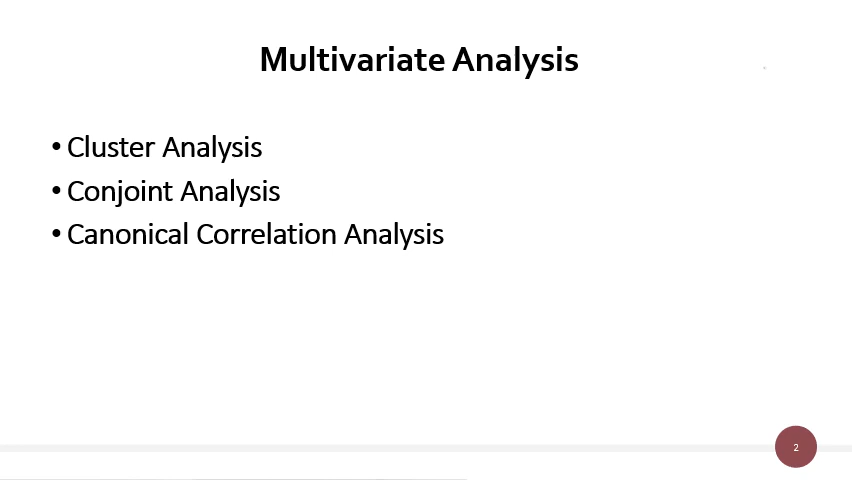 Multivariate Analysis
• Cluster Analysis
• Conjoint Analysis
• Canonical Correlation Analysis
2